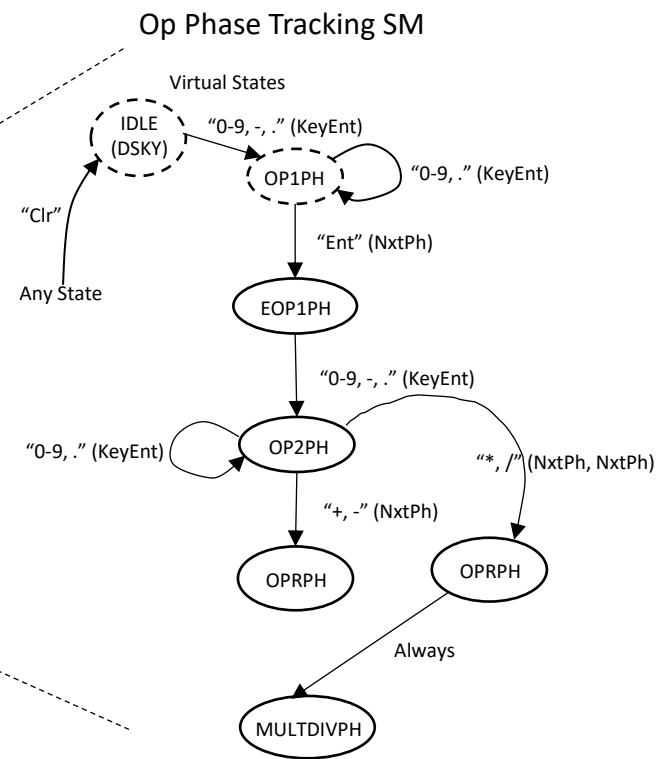 Op Phase Tracking SM
Virtual States
IDLE
(DSKY)
“0-9, -, .” (KeyEnt)
OP1PH
“0-9, .” (KeyEnt)
“Clr”
“Ent” (NxtPh)
Any State
EOP1PH
“0-9, -, .” (KeyEnt)
“0-9, .” (KeyEnt)
OP2PH
“*, /” (NxtPh, NxtPh)
“+, -” (NxtPh)
OPRPH
OPRPH
Always
MULTDIVPH